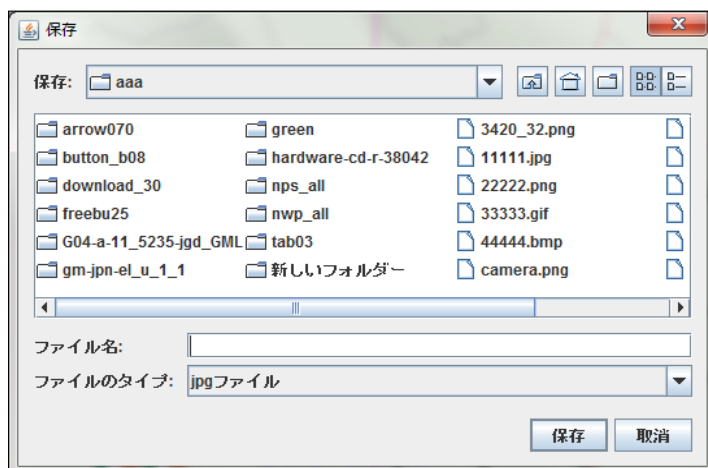 保存
保存: aaa
arrow070 green 3420_32.png
button_b08 hardware-cd-r-38042 11111.jpg
download_30 nps_all 22222.png
freebu25 nwp_all 33333.gif
G04-a-11_5235-jgd_GML tab03 44444.bmp
gm-jpn-el_u_1_1 新しいフォルダー camera.png
ファイル名:
ファイルのタイプ: jpgファイル
保存 取消